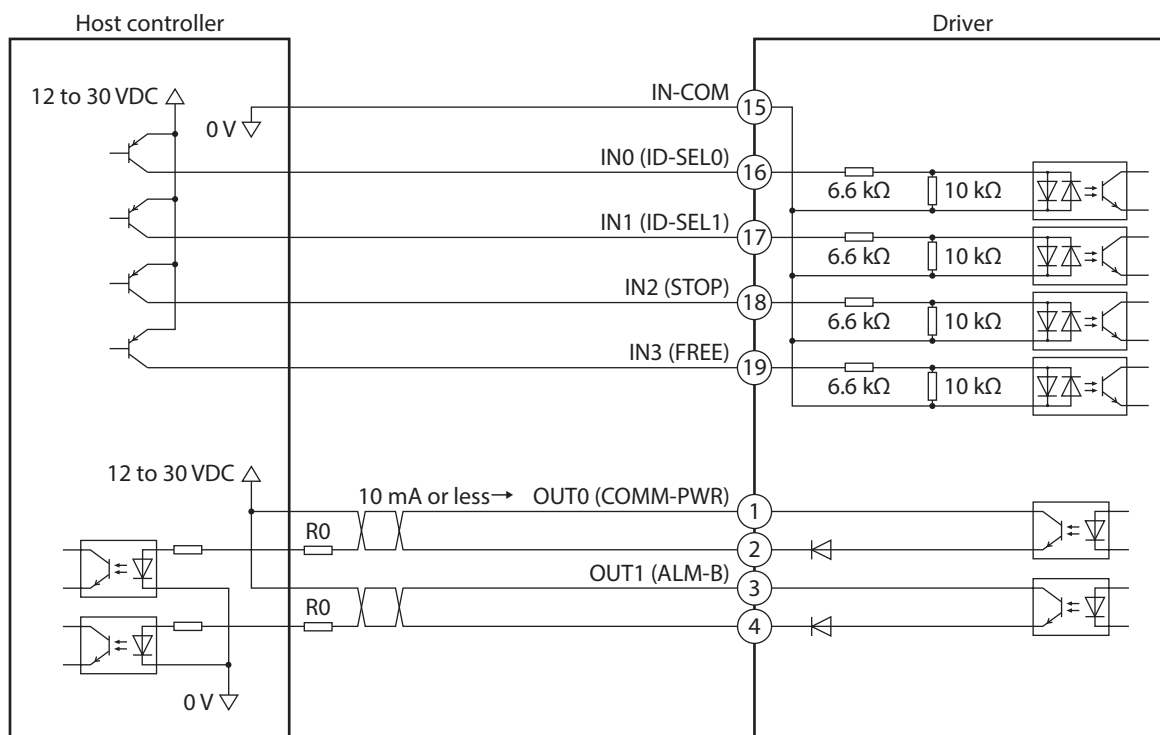 Host controller
Driver
12 to 30 VDC
0 V
IN-COM
15
IN0 (ID-SEL0)
16
6.6 kΩ
10 kΩ
IN1 (ID-SEL1)
17
6.6 kΩ
10 kΩ
IN2 (STOP)
18
6.6 kΩ
10 kΩ
IN3 (FREE)
19
6.6 kΩ
10 kΩ
12 to 30 VDC
10 mA or less
OUT0 (COMM-PWR)
1
R0
2
OUT1 (ALM-B)
3
R0
4
0 V